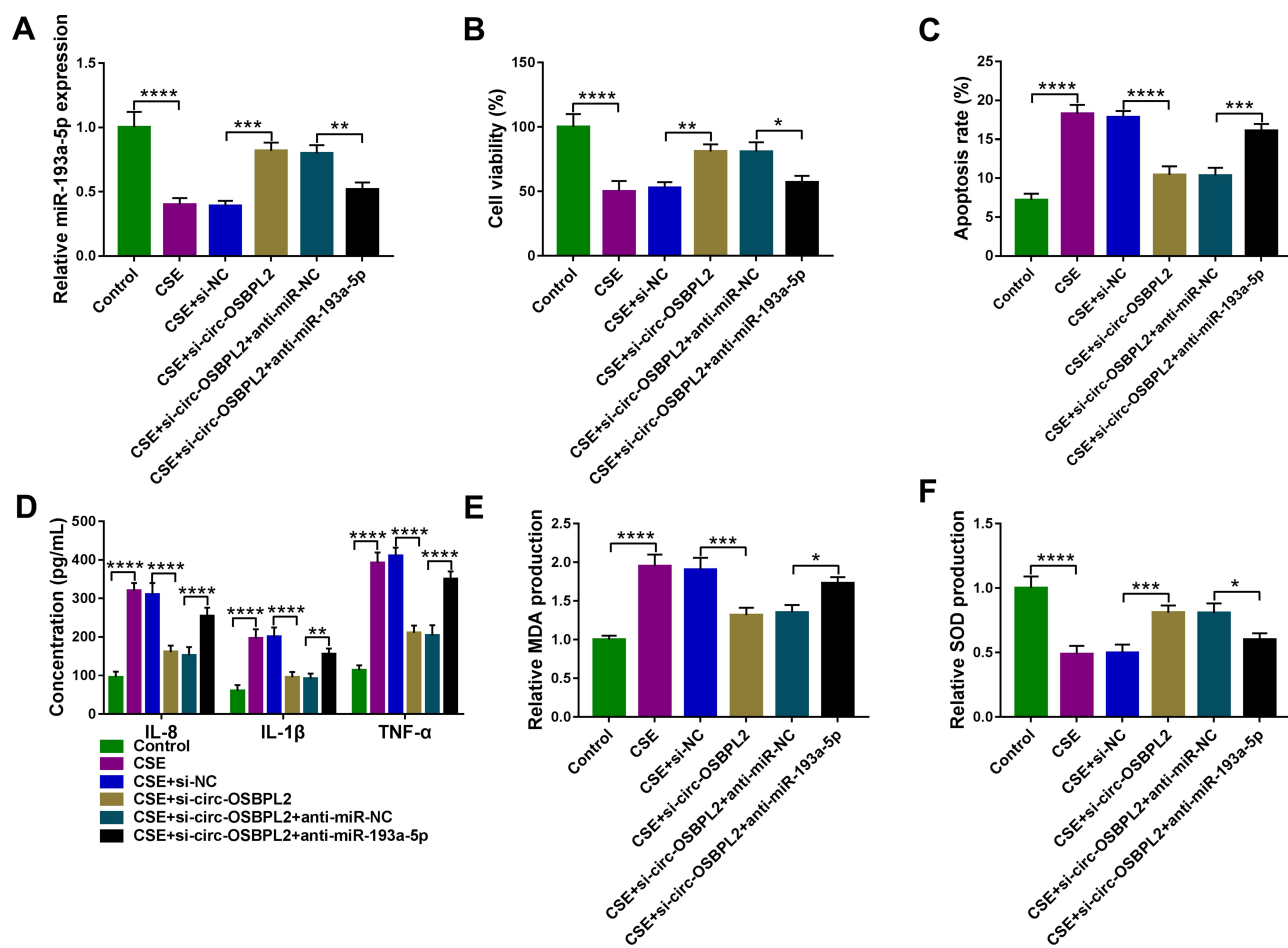 A
Relative miR-193a-5p expression
1.5
1.0
0.5
0.0
****
***
**
Control
CSE
CSE+si-NC
CSE+si-circ-OSBPL2
CSE+si-circ-OSBPL2+anti-miR-NC
CSE+si-circ-OSBPL2+anti-miR-193a-5p
B
Cell viability (%)
150
100
50
0
****
**
*
Control
CSE
CSE+si-NC
CSE+si-circ-OSBPL2
CSE+si-circ-OSBPL2+anti-miR-NC
CSE+si-circ-OSBPL2+anti-miR-193a-5p
C
Apoptosis rate (%)
25
20
15
10
5
0
****
****
***
Control
CSE
CSE+si-NC
CSE+si-circ-OSBPL2
CSE+si-circ-OSBPL2+anti-miR-NC
CSE+si-circ-OSBPL2+anti-miR-193a-5p
D
Concentration (pg/mL)
500
400
300
200
100
0
****
****
****
****
****
**
****
****
****
IL-8
IL-1β
TNF-α
Control
CSE
CSE+si-NC
CSE+si-circ-OSBPL2
CSE+si-circ-OSBPL2+anti-miR-NC
CSE+si-circ-OSBPL2+anti-miR-193a-5p
E
Relative MDA production
2.5
2.0
1.5
1.0
0.5
0.0
****
***
*
Control
CSE
CSE+si-NC
CSE+si-circ-OSBPL2
CSE+si-circ-OSBPL2+anti-miR-NC
CSE+si-circ-OSBPL2+anti-miR-193a-5p
F
Relative SOD production
1.5
1.0
0.5
0.0
****
***
*
Control
CSE
CSE+si-NC
CSE+si-circ-OSBPL2
CSE+si-circ-OSBPL2+anti-miR-NC
CSE+si-circ-OSBPL2+anti-miR-193a-5p